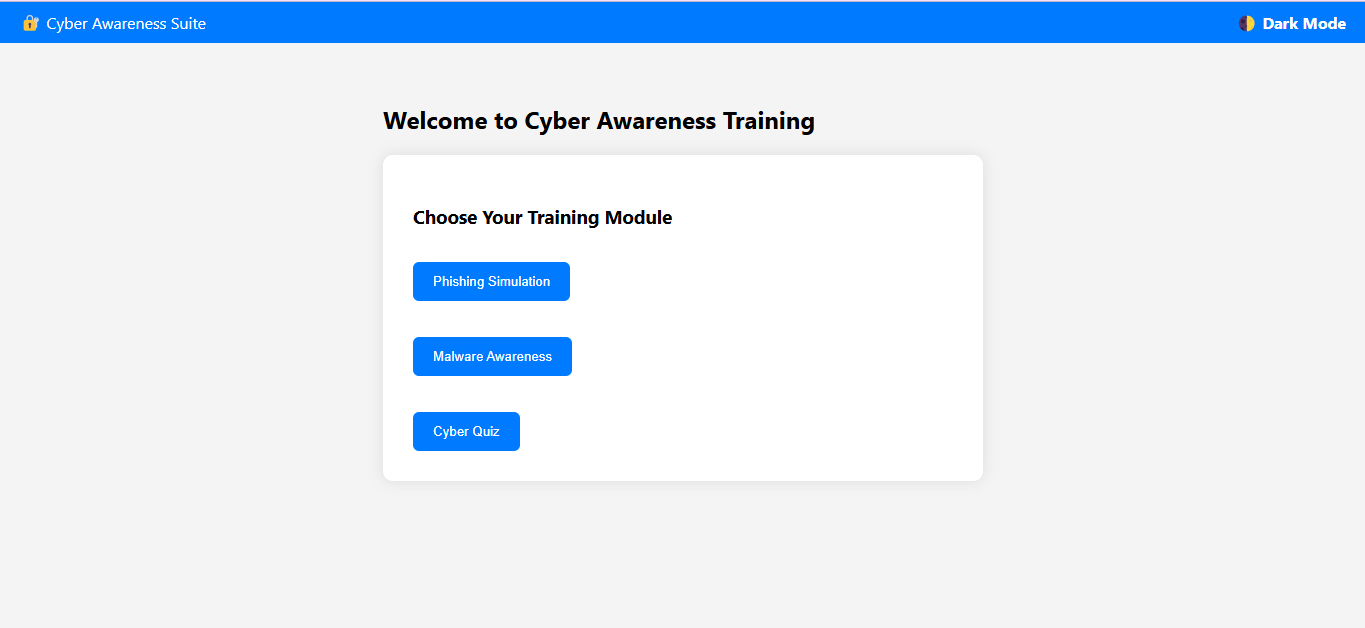 🔐 Cyber Awareness Suite
🌓 Dark Mode
Welcome to Cyber Awareness Training
Choose Your Training Module
Phishing Simulation
Malware Awareness
Cyber Quiz